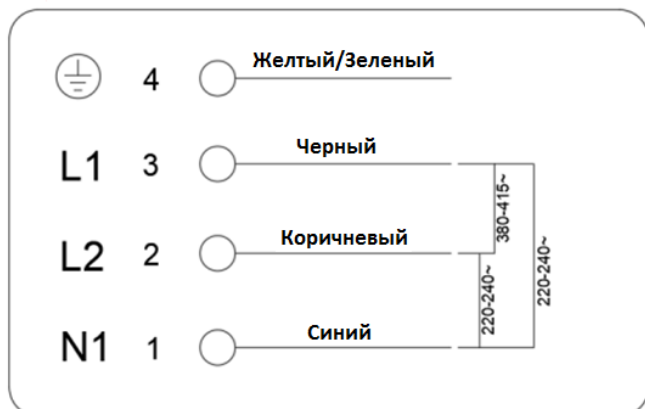 4 Желтый/Зеленый
L1 3 Черный
L2 2 Коричневый
N1 1 Синий
380-415~
220-240~
220-240~